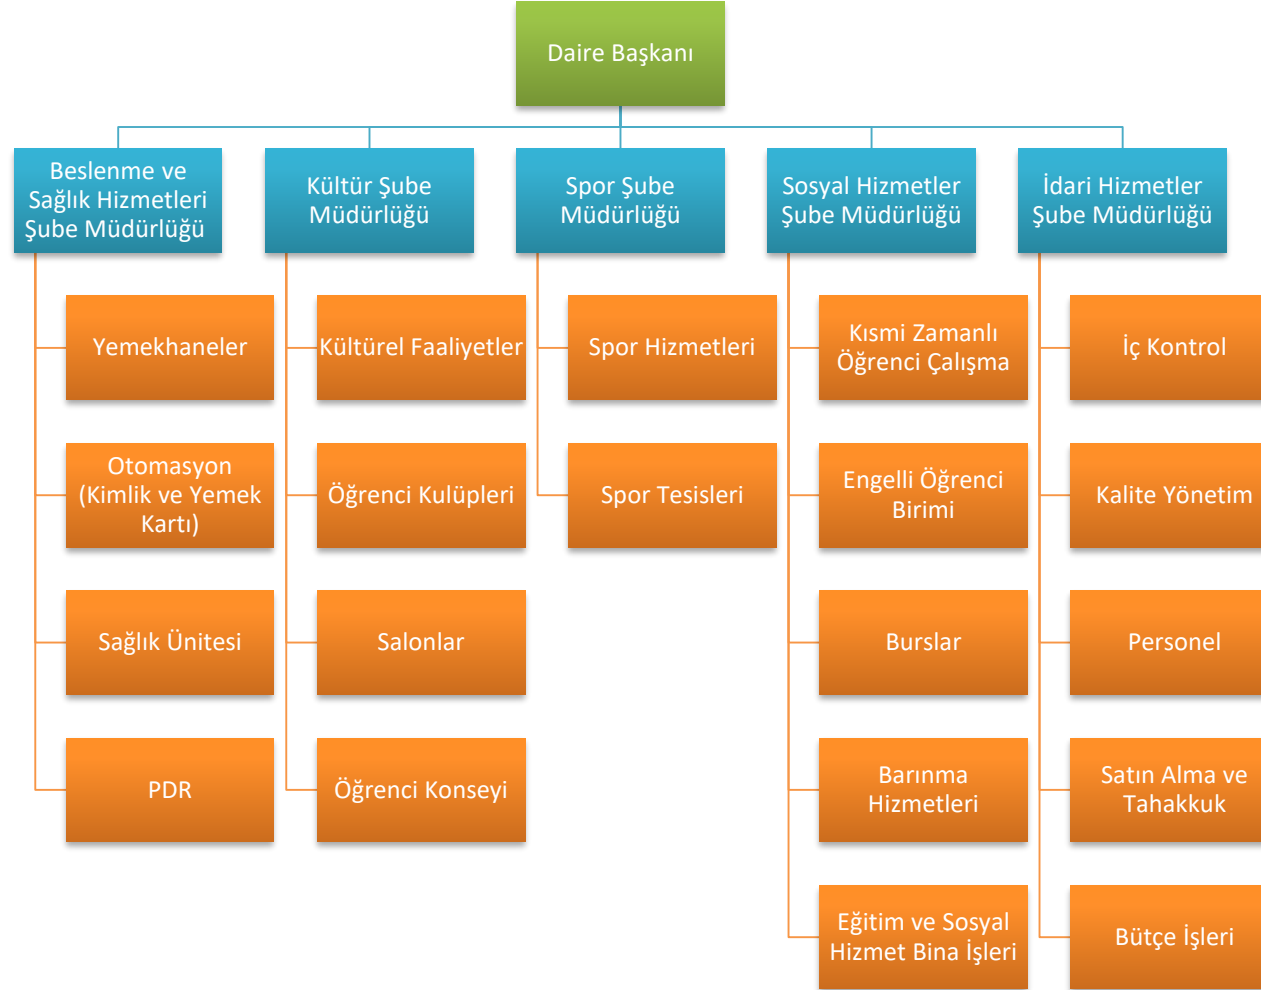 Daire Başkanı
Beslenme ve
Sağlık Hizmetleri
Şube Müdürlüğü
Kültür Şube
Müdürlüğü
Spor Şube
Müdürlüğü
Sosyal Hizmetler
Şube Müdürlüğü
İdari Hizmetler
Şube Müdürlüğü
Yemekhaneler
Kültürel Faaliyetler
Spor Hizmetleri
Kısmi Zamanlı
Öğrenci Çalışma
İç Kontrol
Otomasyon
(Kimlik ve Yemek
Kartı)
Öğrenci Kulüpleri
Spor Tesisleri
Engelli Öğrenci
Birimi
Kalite Yönetim
Sağlık Ünitesi
Salonlar
Burslar
Personel
PDR
Öğrenci Konseyi
Barınma
Hizmetleri
Satın Alma ve
Tahakkuk
Eğitim ve Sosyal
Hizmet Bina İşleri
Bütçe İşleri